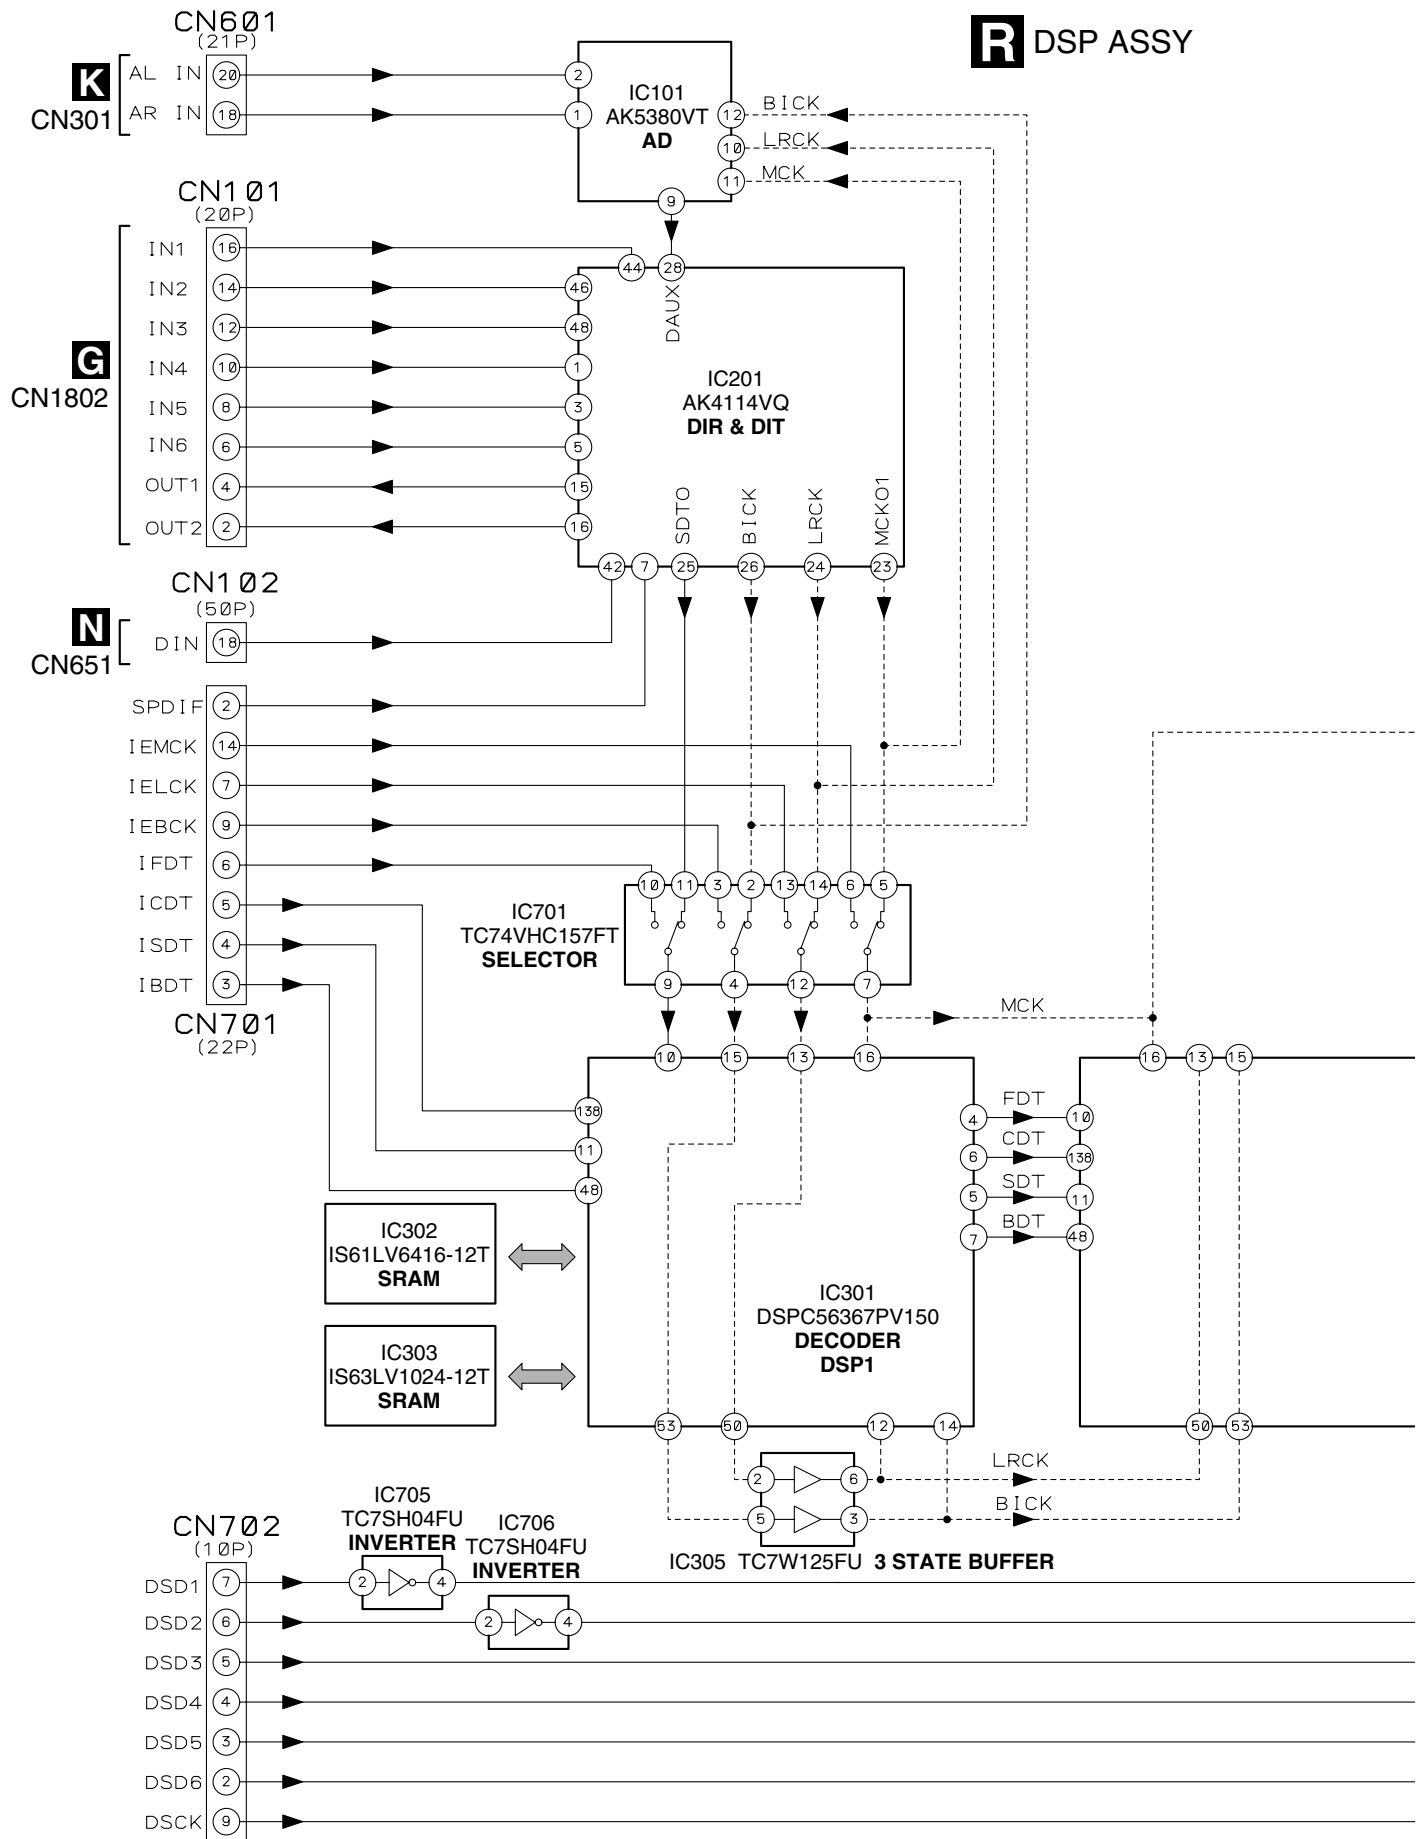 R DSP ASSY
CN601
(21P)
K
CN301
AL IN 20
AR IN 18
2
1
IC101
AK5380VT
AD
12 BICK
10 LRCK
11 MCK
9
CN101
(20P)
G
CN1802
IN1 16
IN2 14
IN3 12
IN4 10
IN5 8
IN6 6
OUT1 4
OUT2 2
44 28
46
48
1
3
5
15
16
DAUX
IC201
AK4114VQ
DIR & DIT
SDTO BICK LRCK MCKO1
42 7 25 26 24 23
CN102
(50P)
N
CN651
DIN 18
SPDIF 2
IEMCK 14
IELCK 7
IEBCK 9
IFDT 6
ICDT 5
ISDT 4
IBDT 3
CN701
(22P)
10 11 3 2 13 14 6 5
IC701
TC74VHC157FT
SELECTOR
9 4 12 7
MCK
10 15 13 16
16 13 15
138
11
48
4 FDT 10
6 CDT 138
5 SDT 11
7 BDT 48
IC302
IS61LV6416-12T
SRAM
IC303
IS63LV1024-12T
SRAM
IC301
DSPC56367PV150
DECODER
DSP1
53 50 12 14
50 53
2 6 LRCK
5 3 BICK
IC305 TC7W125FU 3 STATE BUFFER
IC705
TC7SH04FU
INVERTER
IC706
TC7SH04FU
INVERTER
CN702
(10P)
DSD1 7 2 4
DSD2 6 2 4
DSD3 5
DSD4 4
DSD5 3
DSD6 2
DSCK 9